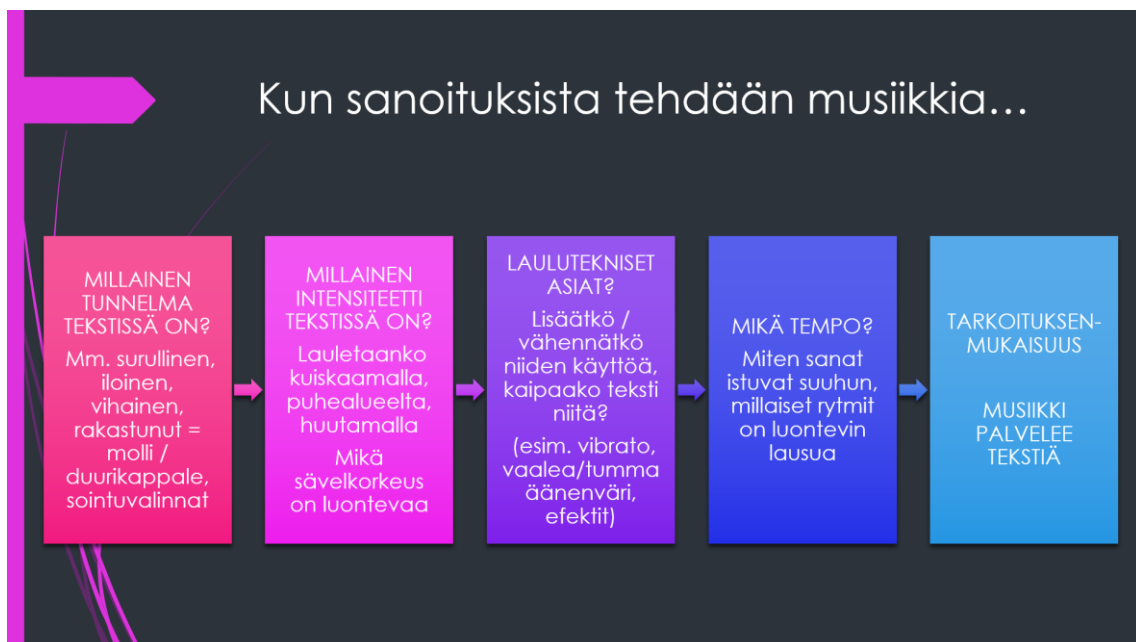 Kun sanoituksista tehdään musiikkia...
MILLAINEN
TUNNELMA
TEKSTISSÄ ON?
Mm. surullinen,
iloinen,
vihainen,
rakastunut =
molli /
duurikappale,
sointuvalinnat
MILLAINEN
INTENSITEETTI
TEKSTISSÄ ON?
Lauletaanko
kuiskaamalla,
puhealueelta,
huutamalla
Mikä
sävelkorkeus
on luontevaa
LAULUTEKNISET
ASIAT?
Lisäätkö /
vähennätkö
niiden käyttöä,
kaipaako teksti
niitä?
(esim. vibrato,
vaalea/tumma
äänenväri,
efektit)
MIKÄ TEMPO?
Miten sanat
istuvat suuhun,
millaiset rytmit
on luontevin
lausua
TARKOITUKSEN-
MUKAISUUS
MUSIIKKI
PALVELEE
TEKSTIÄ